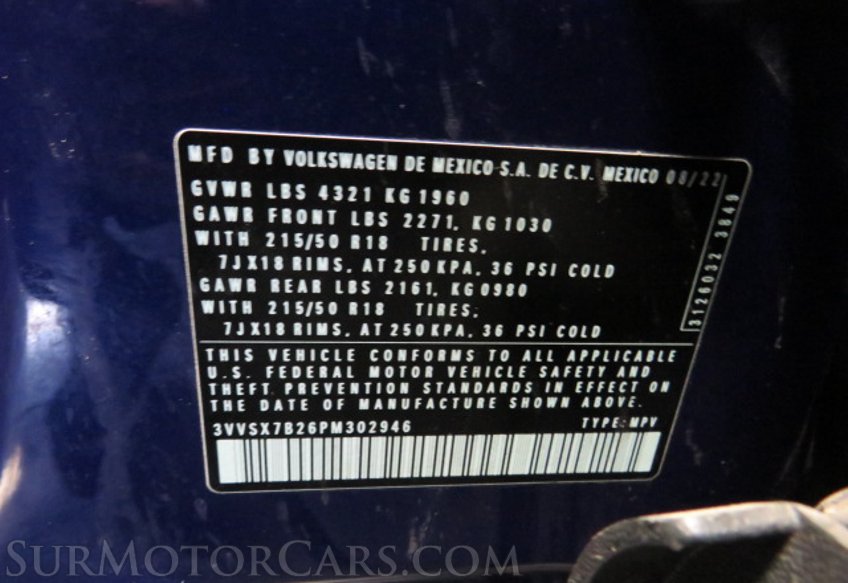 MFD BY VOLKSWAGEN DE MEXICO S.A. DE C.V. MEXICO 08/22
GVWR LBS 4321 KG 1960
GAWR FRONT LBS 2271, KG 1030
WITH 215/50 R18 TIRES,
7JX18 RIMS, AT 250 KPA, 36 PSI COLD
GAWR REAR LBS 2161, KG 0980
WITH 215/50 R18 TIRES,
7JX18 RIMS, AT 250 KPA, 36 PSI COLD
3126032 3849
THIS VEHICLE CONFORMS TO ALL APPLICABLE
U.S. FEDERAL MOTOR VEHICLE SAFETY AND
THEFT PREVENTION STANDARDS IN EFFECT ON
THE DATE OF MANUFACTURE SHOWN ABOVE.
3VVSX7B26PM302946 TYPE: MPV
SURMOTORCARS.COM